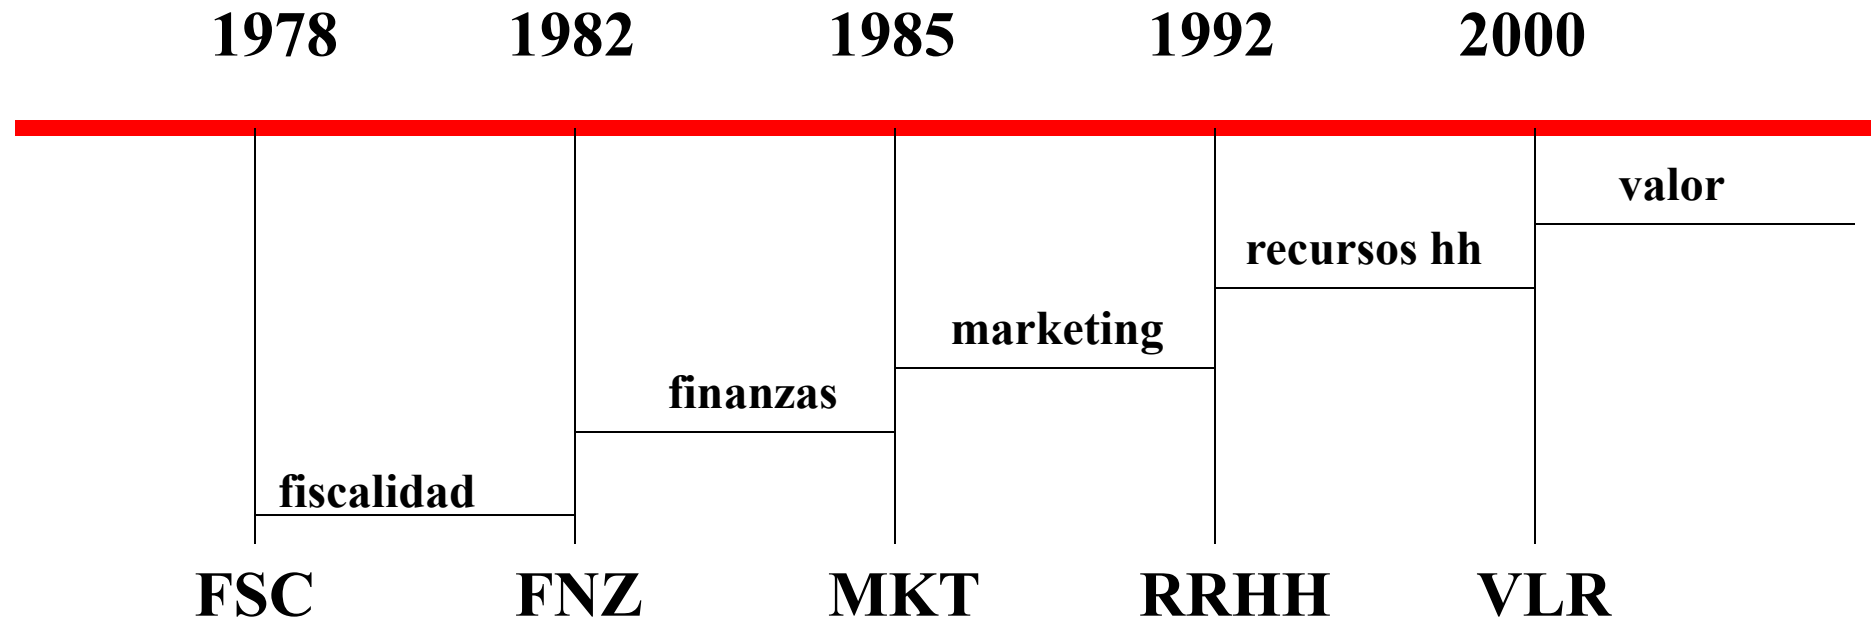 1978 1982 1985 1992 2000
valor
recursos hh
marketing
finanzas
fiscalidad
FSC FNZ MKT RRHH VLR